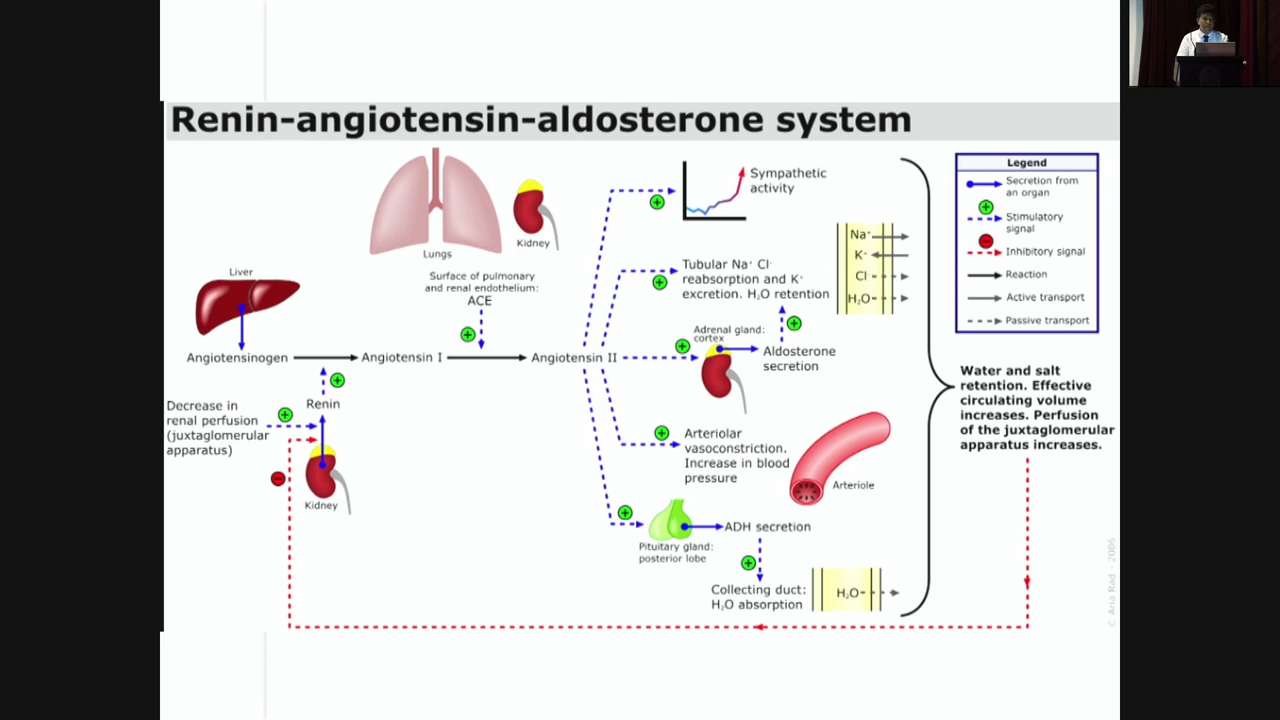 Renin-angiotensin-aldosterone system
Lungs
Kidney
Surface of pulmonary
and renal endothelium:
ACE
Liver
Angiotensinogen
Angiotensin I
Angiotensin II
Renin
Decrease in
renal perfusion
(juxtaglomerular
apparatus)
Kidney
Sympathetic
activity
Tubular Na⁺ Cl⁻
reabsorption and K⁺
excretion. H₂O retention
Na⁺
K⁺
Cl⁻
H₂O
Adrenal gland:
cortex
Aldosterone
secretion
Arteriolar
vasoconstriction.
Increase in blood
pressure
Arteriole
Pituitary gland:
posterior lobe
ADH secretion
Collecting duct:
H₂O absorption
H₂O
Legend
Secretion from
an organ
Stimulatory
signal
Inhibitory signal
Reaction
Active transport
Passive transport
Water and salt
retention. Effective
circulating volume
increases. Perfusion
of the juxtaglomerular
apparatus increases.
© Aria Rad - 2006